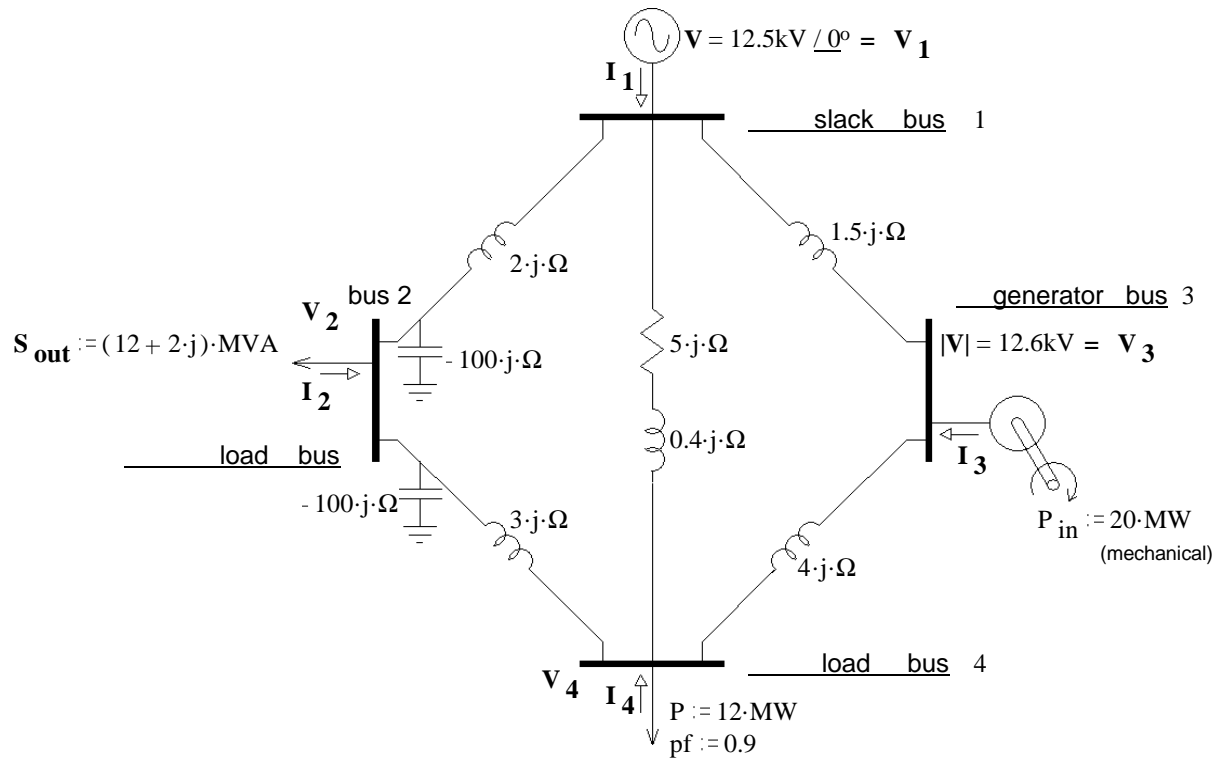 V = 12.5kV /0º = V1
I1
slack bus 1
2·j·Ω
1.5·j·Ω
bus 2
V2
generator bus 3
Sout := (12 + 2·j)·MVA
- 100·j·Ω
5·j·Ω
|V| = 12.6kV = V3
I2
0.4·j·Ω
load bus
I3
- 100·j·Ω
3·j·Ω
4·j·Ω
Pin := 20·MW
(mechanical)
load bus 4
V4
I4
P := 12·MW
pf := 0.9